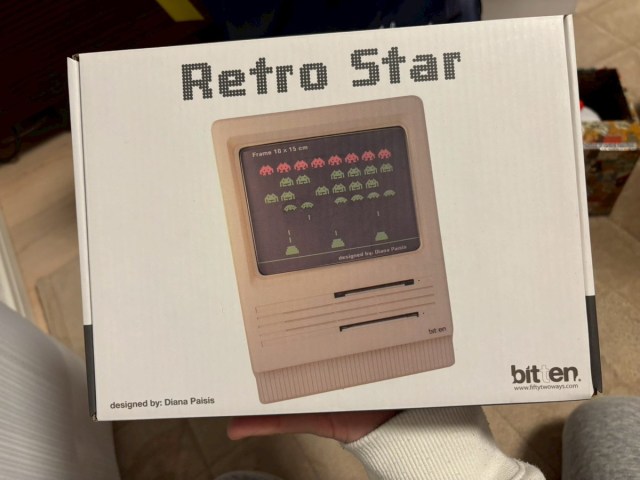 Retro Star
Frame 10 x 15 cm
designed by: Diana Paisis
bitten
bitten.
www.fiftytwoways.com
designed by: Diana Paisis